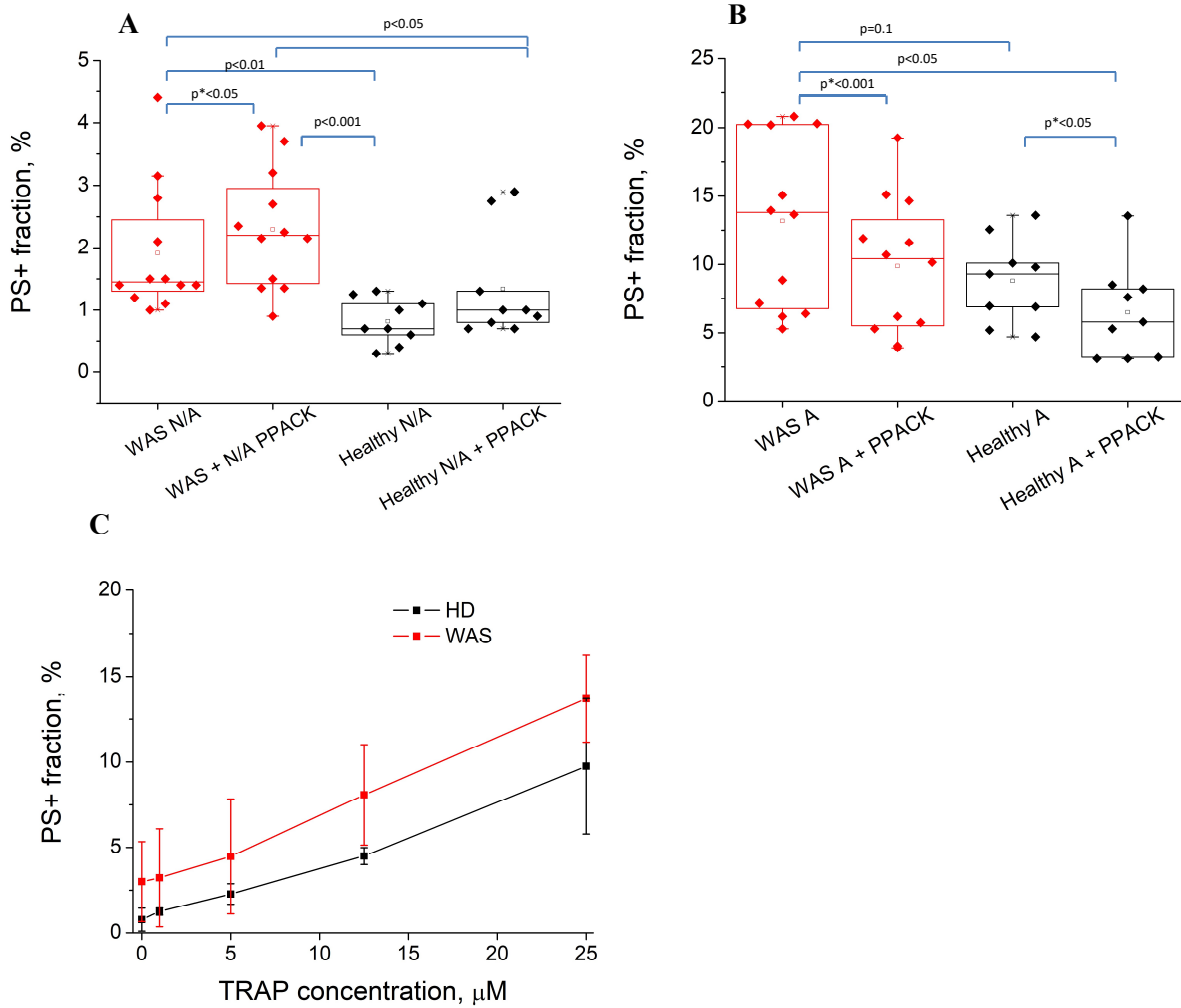 A
p<0.05
p<0.01
p*<0.05
p<0.001
5
4
3
2
1
0
PS+ fraction, %
WAS N/A
WAS + N/A PPACK
Healthy N/A
Healthy N/A + PPACK
B
p=0.1
p<0.05
p*<0.001
p*<0.05
25
20
15
10
5
0
PS+ fraction, %
WAS A
WAS A + PPACK
Healthy A
Healthy A + PPACK
C
20
15
10
5
0
PS+ fraction, %
HD
WAS
0 5 10 15 20 25
TRAP concentration, μM